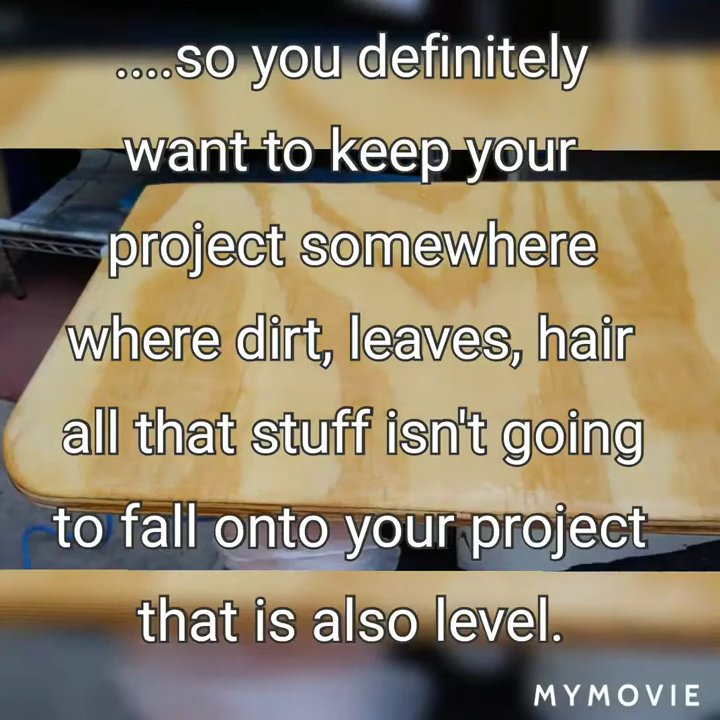 ....so you definitely
want to keep your
project somewhere
where dirt, leaves, hair
all that stuff isn't going
to fall onto your project
that is also level.
MYMOVIE